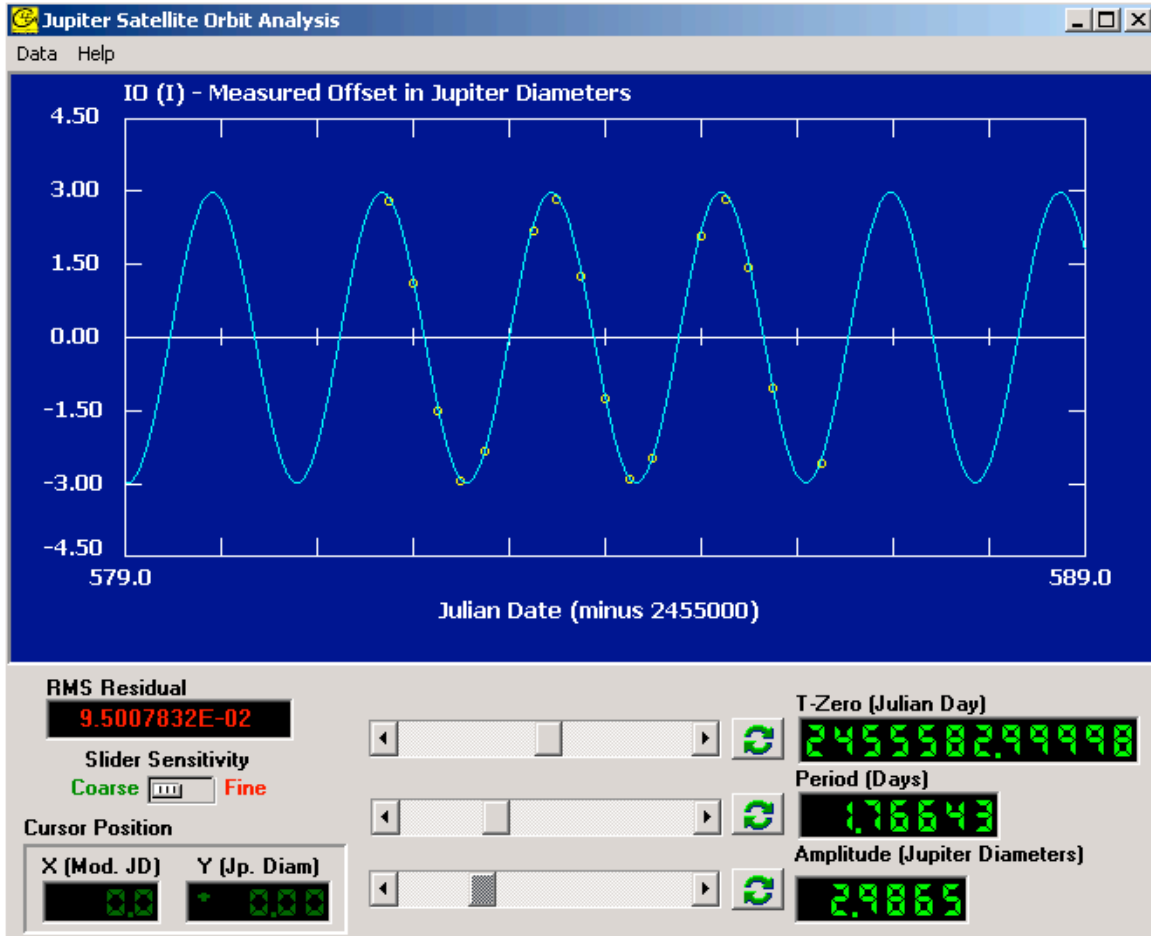 Jupiter Satellite Orbit Analysis
Data Help
IO (I) - Measured Offset in Jupiter Diameters
4.50
3.00
1.50
0.00
-1.50
-3.00
-4.50
579.0 589.0
Julian Date (minus 2455000)
RMS Residual
9.5007832E-02
Slider Sensitivity
Coarse Fine
Cursor Position
X (Mod. JD) Y (Jp. Diam)
0.0 + 0.00
T-Zero (Julian Day)
2455582.99998
Period (Days)
1.76643
Amplitude (Jupiter Diameters)
2.9865